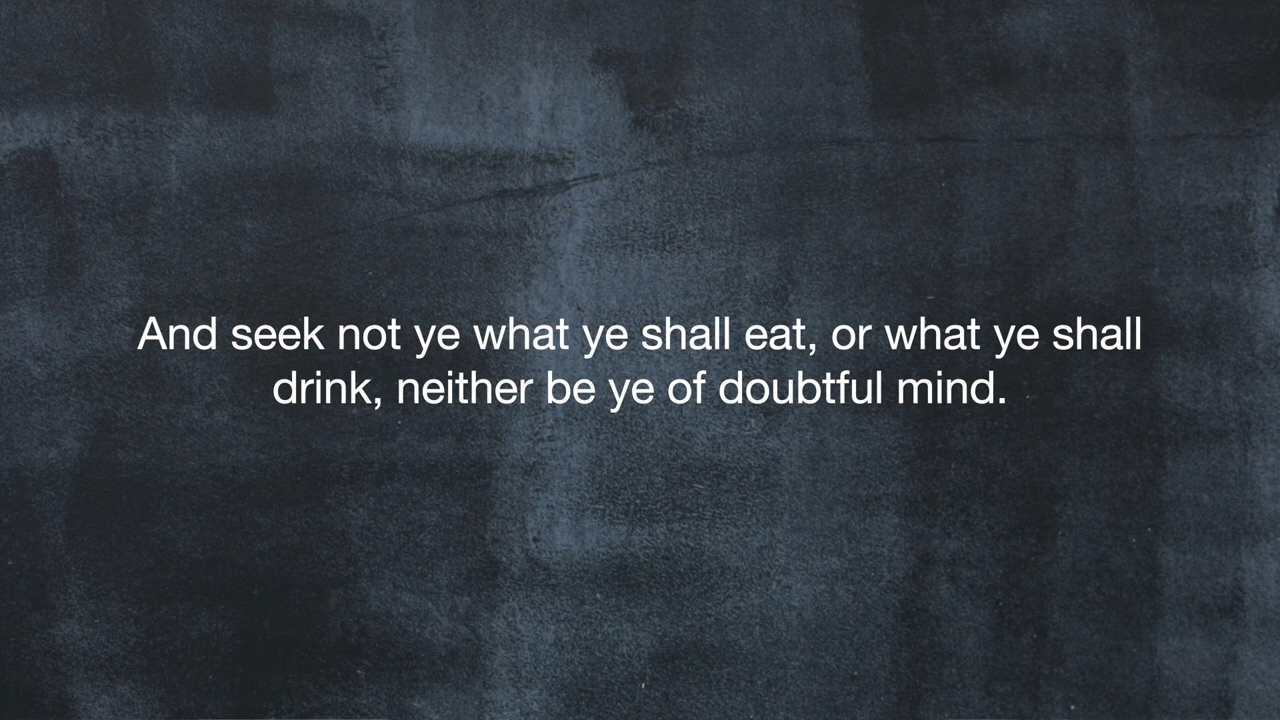 And seek not ye what ye shall eat, or what ye shall
drink, neither be ye of doubtful mind.